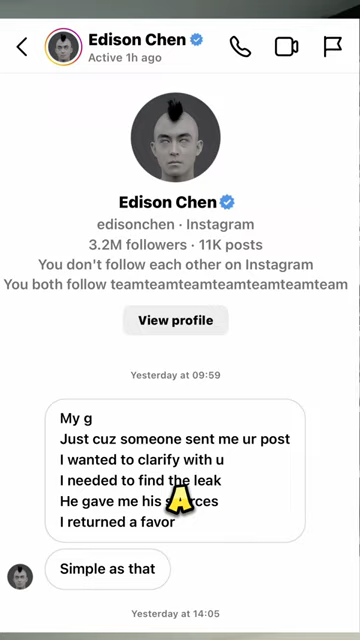 Edison Chen
Active 1h ago
Edison Chen
edisonchen · Instagram
3.2M followers · 11K posts
You don't follow each other on Instagram
You both follow teamteamteamteamteamteamteam
View profile
Yesterday at 09:59
My g
Just cuz someone sent me ur post
I wanted to clarify with u
I needed to find the leak
He gave me his
I returned a favor
A
Simple as that
Yesterday at 14:05